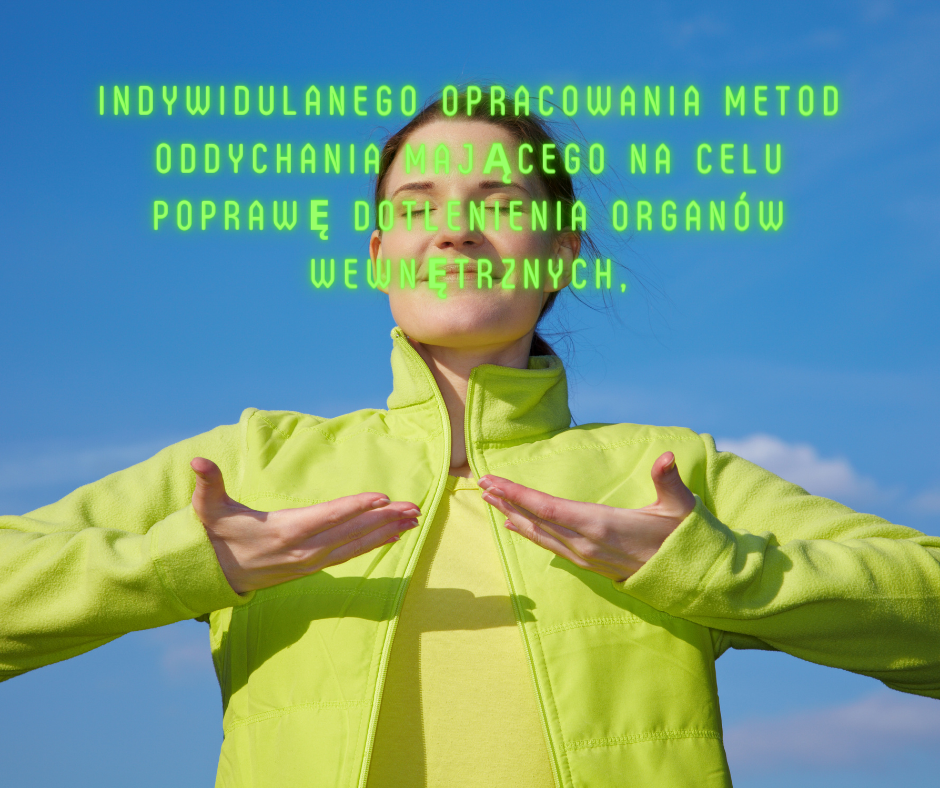 INDYWIDULANEGO OPRACOWANIA METOD
ODDYCHANIA MAJĄCEGO NA CELU
POPRAWĘ DOTLENIENIA ORGANÓW
WEWNĘTRZNYCH,